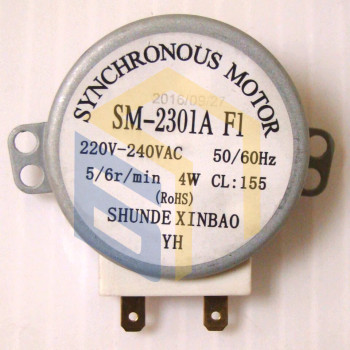 SYNCHRONOUS MOTOR
2016/09/27
SM-2301A F1
220V-240VAC 50/60Hz
5/6r/min 4W CL:155
(RoHS)
SHUNDE XINBAO
YH